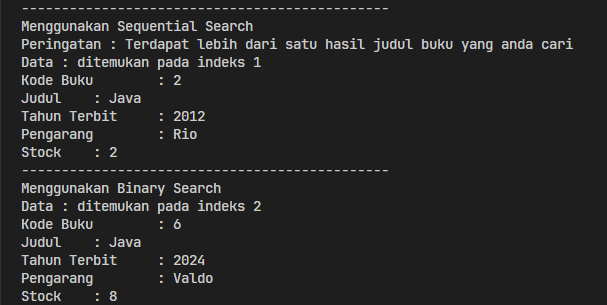 ----------------------------------------------
Menggunakan Sequential Search
Peringatan : Terdapat lebih dari satu hasil judul buku yang anda cari
Data : ditemukan pada indeks 1
Kode Buku        : 2
Judul    : Java
Tahun Terbit     : 2012
Pengarang        : Rio
Stock    : 2
----------------------------------------------
Menggunakan Binary Search
Data : ditemukan pada indeks 2
Kode Buku        : 6
Judul    : Java
Tahun Terbit     : 2024
Pengarang        : Valdo
Stock    : 8